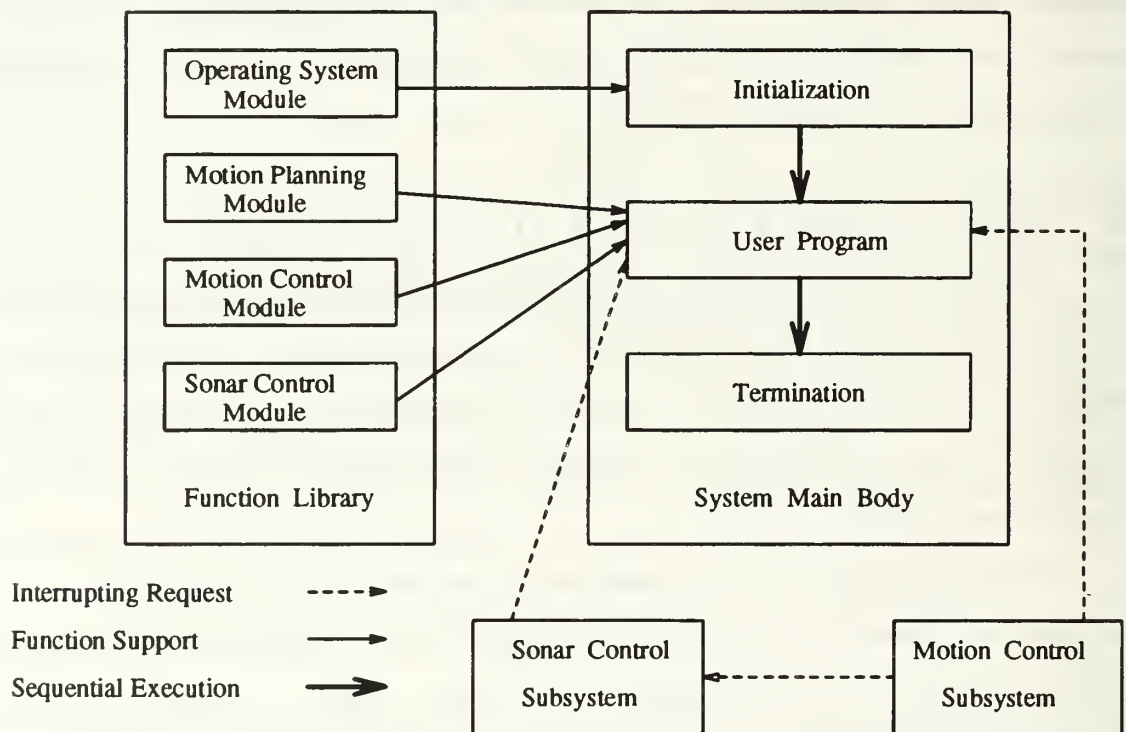 Operating System
Module
Motion Planning
Module
Motion Control
Module
Sonar Control
Module
Function Library
Initialization
User Program
Termination
System Main Body
Interrupting Request
Function Support
Sequential Execution
Sonar Control
Subsystem
Motion Control
Subsystem